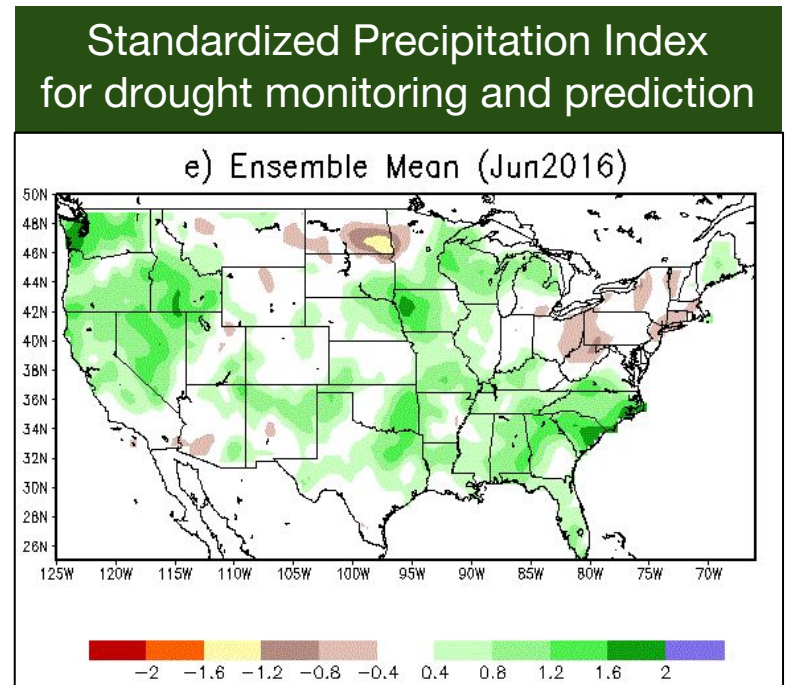 Standardized Precipitation Index
for drought monitoring and prediction
e) Ensemble Mean (Jun2016)
50N
48N
46N
44N
42N
40N
38N
36N
34N
32N
30N
28N
26N
125W 120W 115W 110W 105W 100W 95W 90W 85W 80W 75W 70W
−2 −1.6 −1.2 −0.8 −0.4 0.4 0.8 1.2 1.6 2